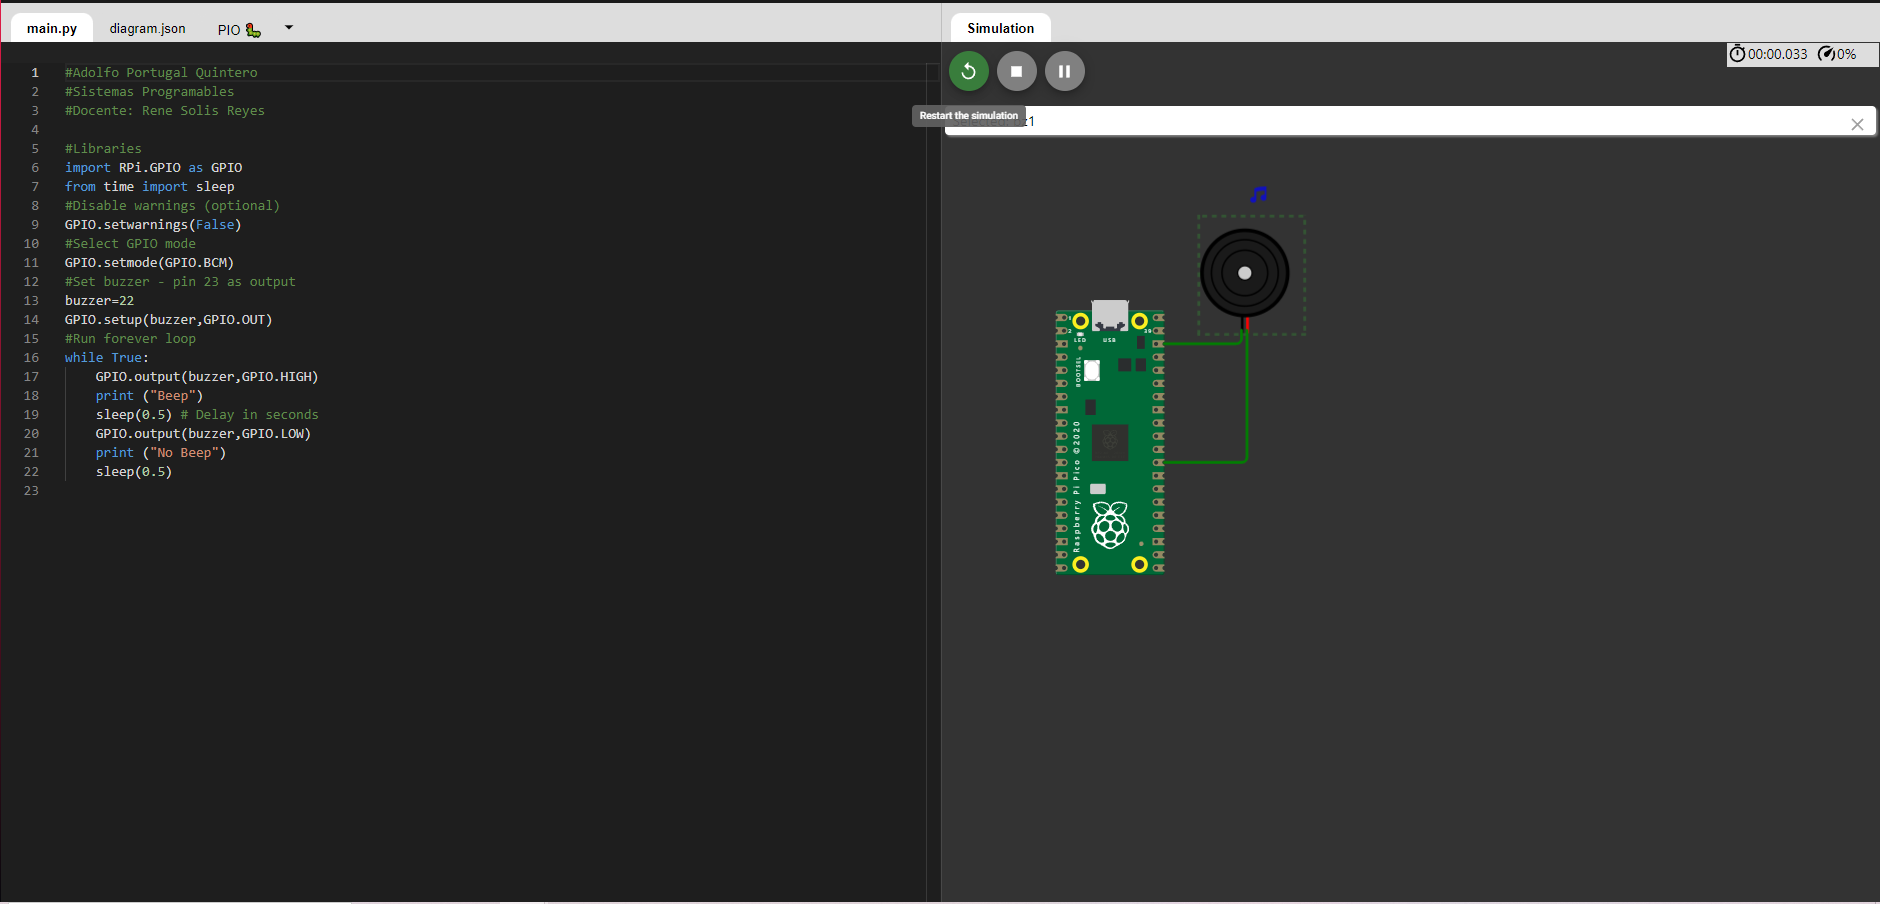 main.py diagram.json PIO
Simulation
00:00.033 0%
Restart the simulation
z1
1 #Adolfo Portugal Quintero
2 #Sistemas Programables
3 #Docente: Rene Solis Reyes
4
5 #Libraries
6 import RPi.GPIO as GPIO
7 from time import sleep
8 #Disable warnings (optional)
9 GPIO.setwarnings(False)
10 #Select GPIO mode
11 GPIO.setmode(GPIO.BCM)
12 #Set buzzer - pin 23 as output
13 buzzer=22
14 GPIO.setup(buzzer,GPIO.OUT)
15 #Run forever loop
16 while True:
17 GPIO.output(buzzer,GPIO.HIGH)
18 print ("Beep")
19 sleep(0.5) # Delay in seconds
20 GPIO.output(buzzer,GPIO.LOW)
21 print ("No Beep")
22 sleep(0.5)
23
1
2
39
LED USB
BOOTSEL
Raspberry Pi Pico ©2020